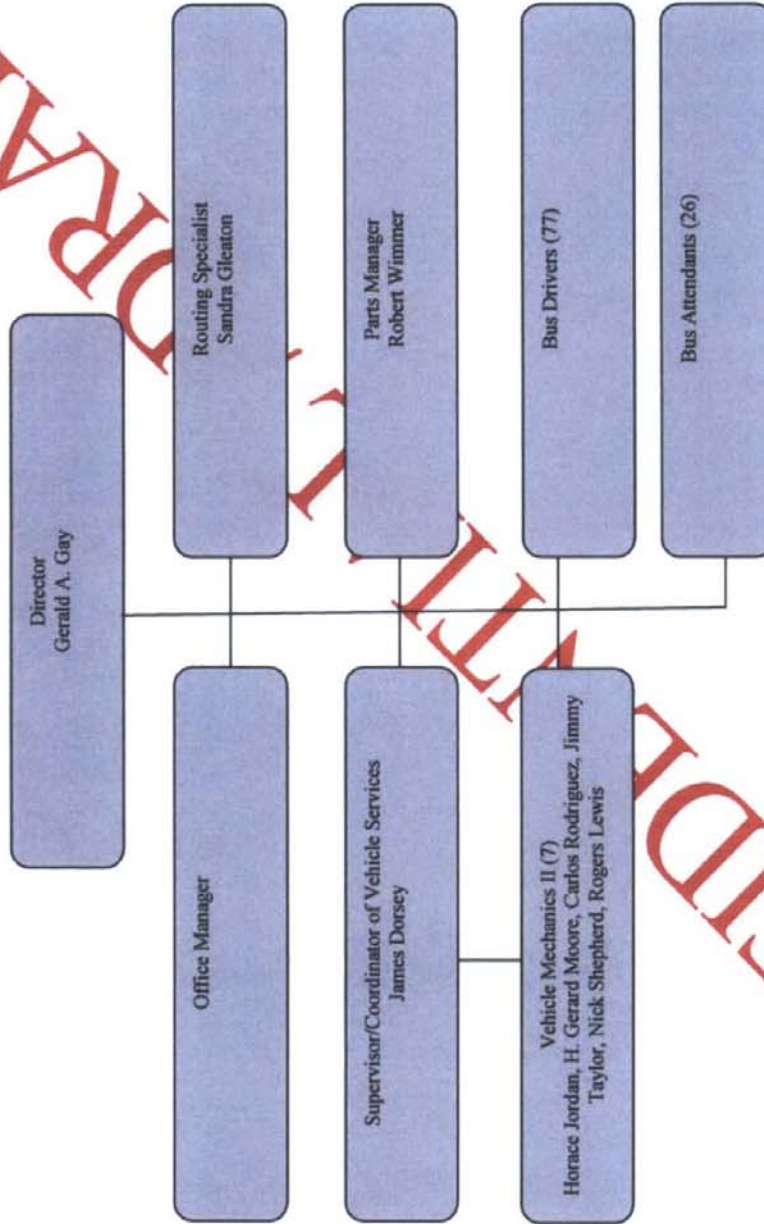 Director
Gerald A. Gay
Office Manager
Routing Specialist
Sandra Gleaton
Supervisor/Coordinator of Vehicle Services
James Dorsey
Parts Manager
Robert Wimmer
Vehicle Mechanics II (7)
Horace Jordan, H. Gerard Moore, Carlos Rodriguez, Jimmy
Taylor, Nick Shepherd, Rogers Lewis
Bus Drivers (77)
Bus Attendants (26)